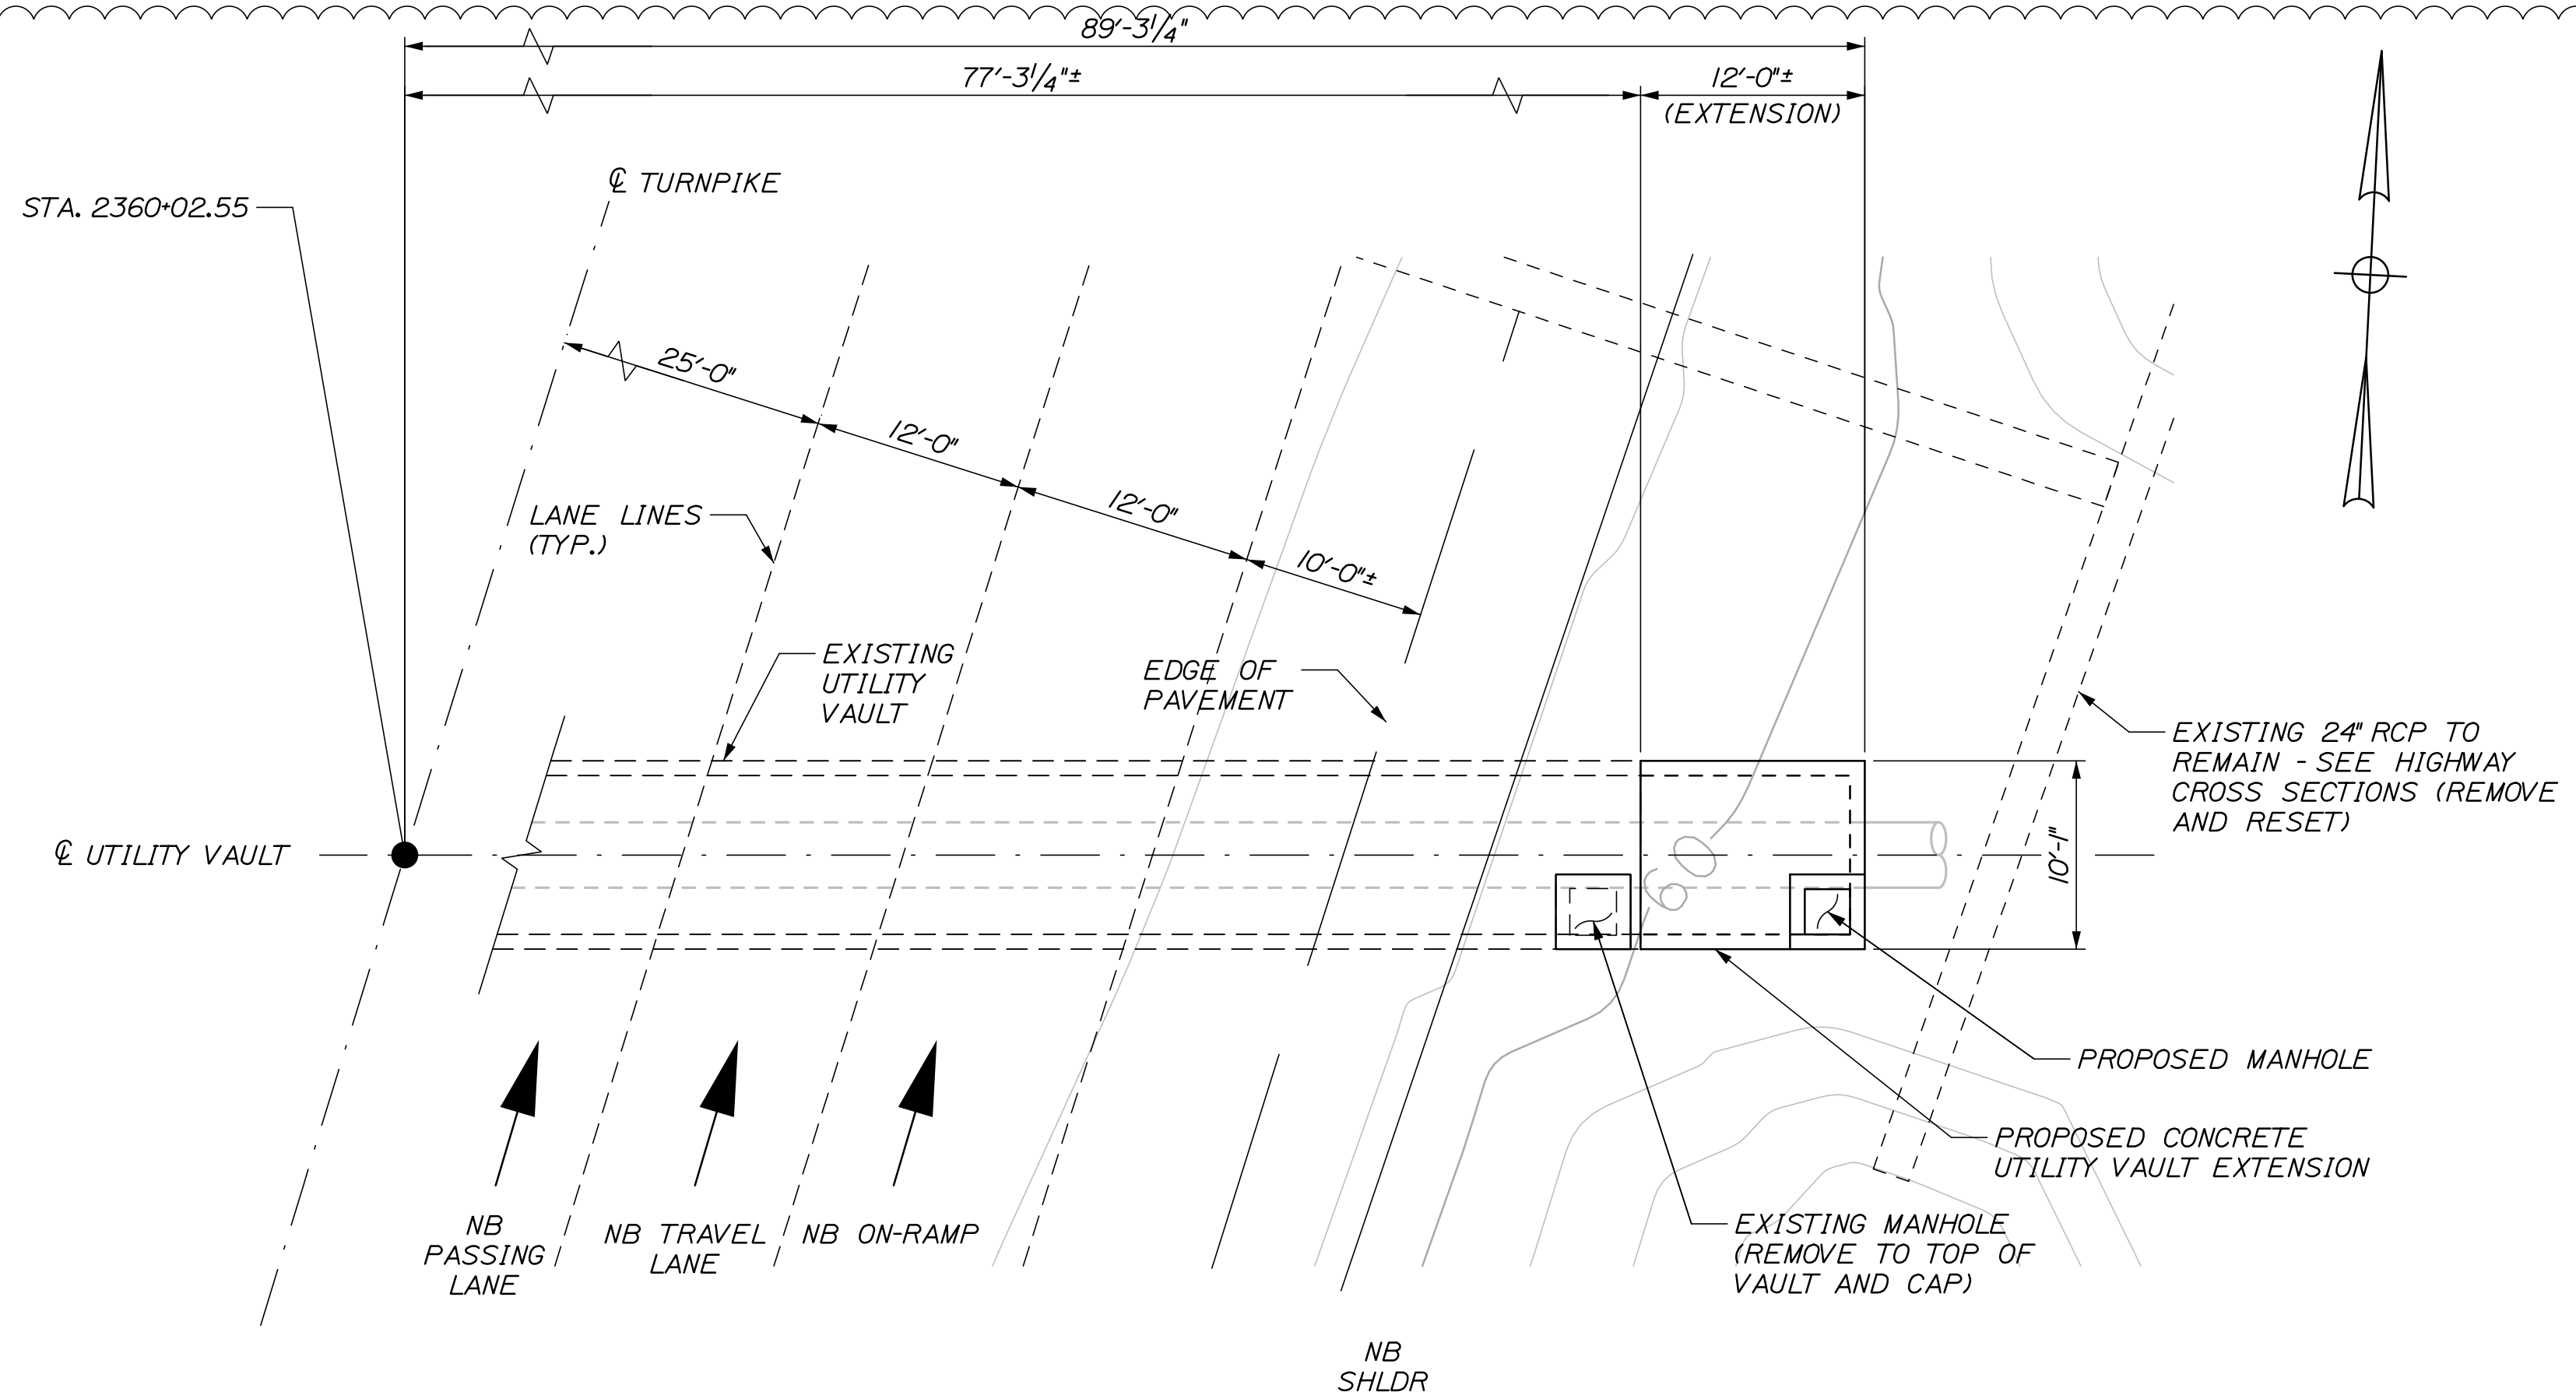 89'-3 1/4"
77'-3 1/4"±
12'-0"±
(EXTENSION)
℄ TURNPIKE
STA. 2360+02.55
25'-0"
12'-0"
12'-0"
10'-0"±
LANE LINES
(TYP.)
EXISTING
UTILITY
VAULT
EDGE OF
PAVEMENT
EXISTING 24" RCP TO
REMAIN - SEE HIGHWAY
CROSS SECTIONS (REMOVE
AND RESET)
℄ UTILITY VAULT
60
10'-1"
PROPOSED MANHOLE
PROPOSED CONCRETE
UTILITY VAULT EXTENSION
EXISTING MANHOLE
(REMOVE TO TOP OF
VAULT AND CAP)
NB
PASSING
LANE
NB TRAVEL
LANE
NB ON-RAMP
NB
SHLDR